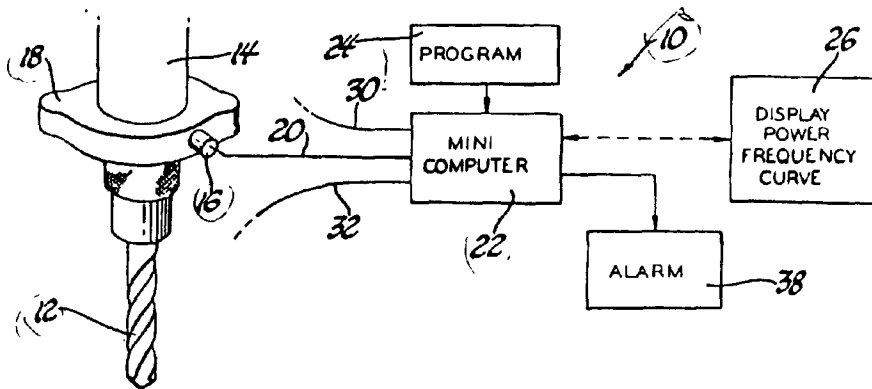 18
14
24
PROGRAM
10
26
DISPLAY
POWER
FREQUENCY
CURVE
30
20
MINI
COMPUTER
16
32
22
ALARM
38
12